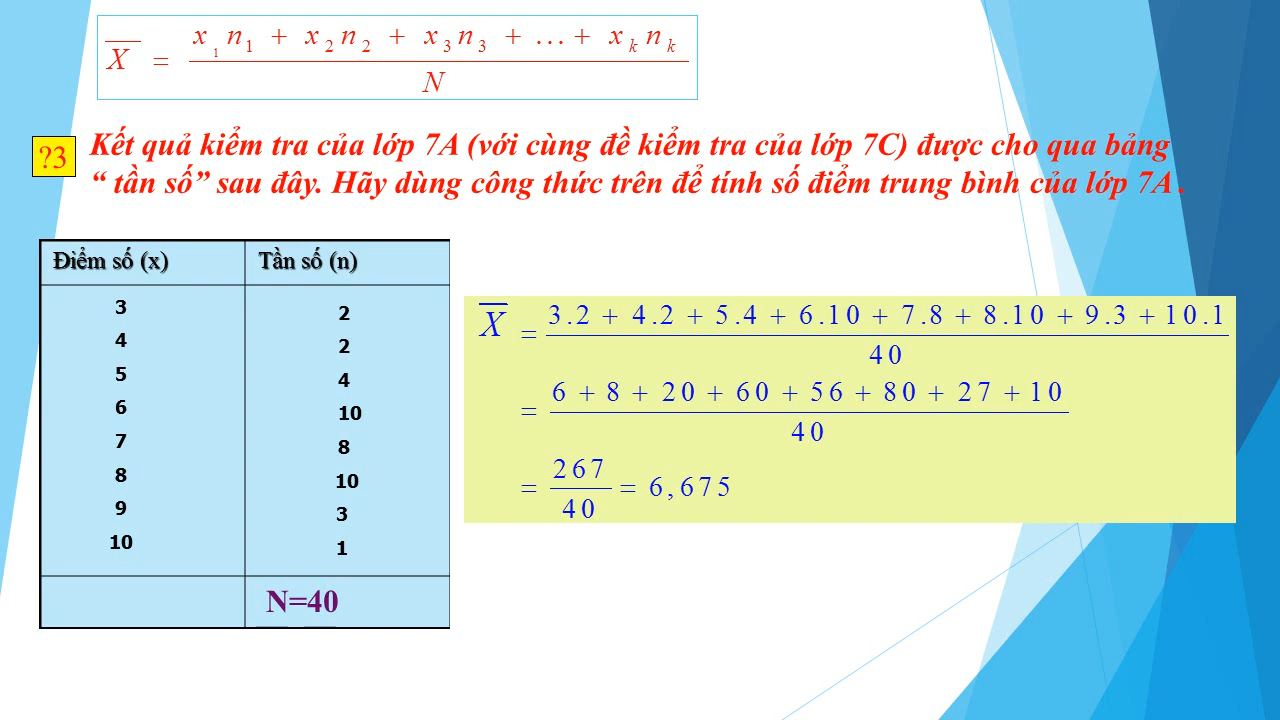 X = x1n1 + x2n2 + x3n3 + ... + xknk / N
?3 Kết quả kiểm tra của lớp 7A (với cùng đề kiểm tra của lớp 7C) được cho qua bảng
“ tần số” sau đây. Hãy dùng công thức trên để tính số điểm trung bình của lớp 7A .
Điểm số (x) Tần số (n)
3 2
4 2
5 4
6 10
7 8
8 10
9 3
10 1
N=40
X = 3.2 + 4.2 + 5.4 + 6.10 + 7.8 + 8.10 + 9.3 + 10.1 / 40
= 6 + 8 + 20 + 60 + 56 + 80 + 27 + 10 / 40
= 267 / 40 = 6,675